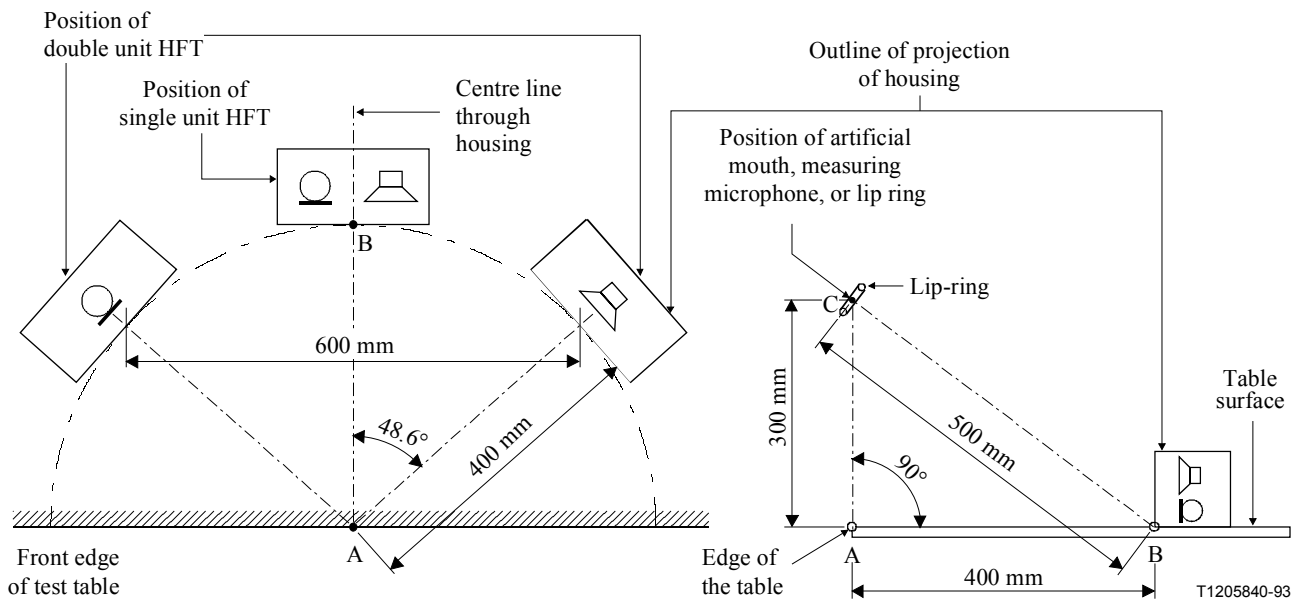 Position of
double unit HFT
Position of
single unit HFT
Centre line
through
housing
B
600 mm
48.6°
400 mm
A
Front edge
of test table
Outline of projection
of housing
Position of artificial
mouth, measuring
microphone, or lip ring
C
Lip-ring
300 mm
500 mm
90°
Table
surface
Edge of
the table
A
B
400 mm
T1205840-93